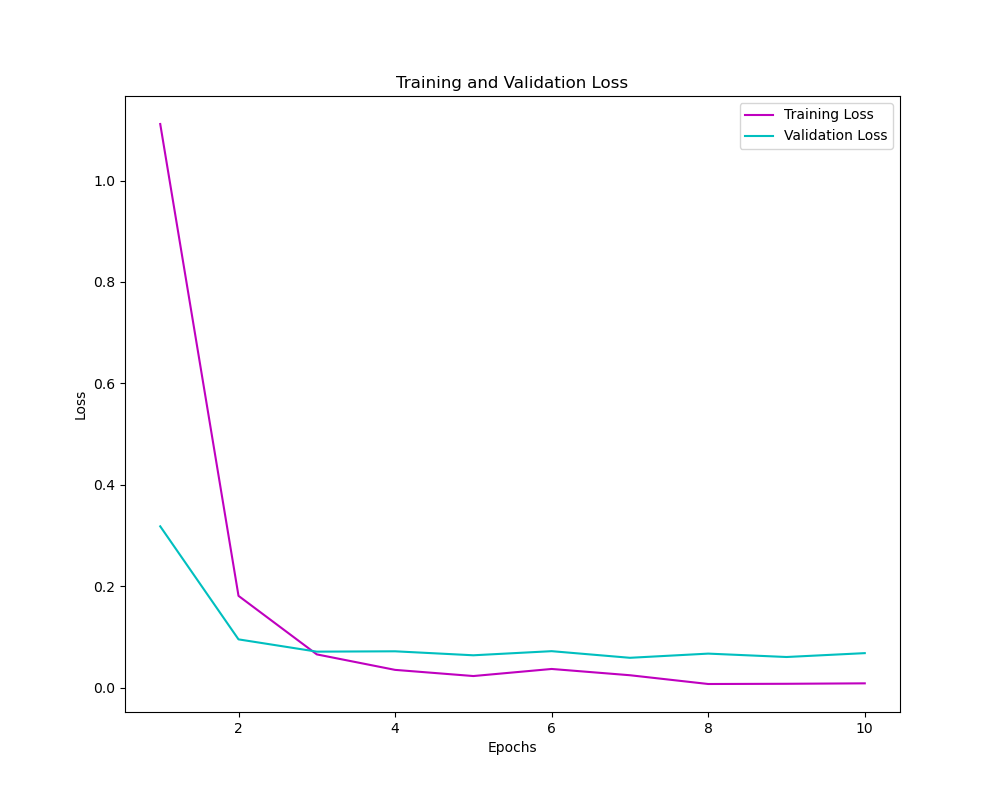 Training and Validation Loss
Training Loss
Validation Loss
1.0
0.8
0.6
0.4
0.2
0.0
Loss
2 4 6 8 10
Epochs